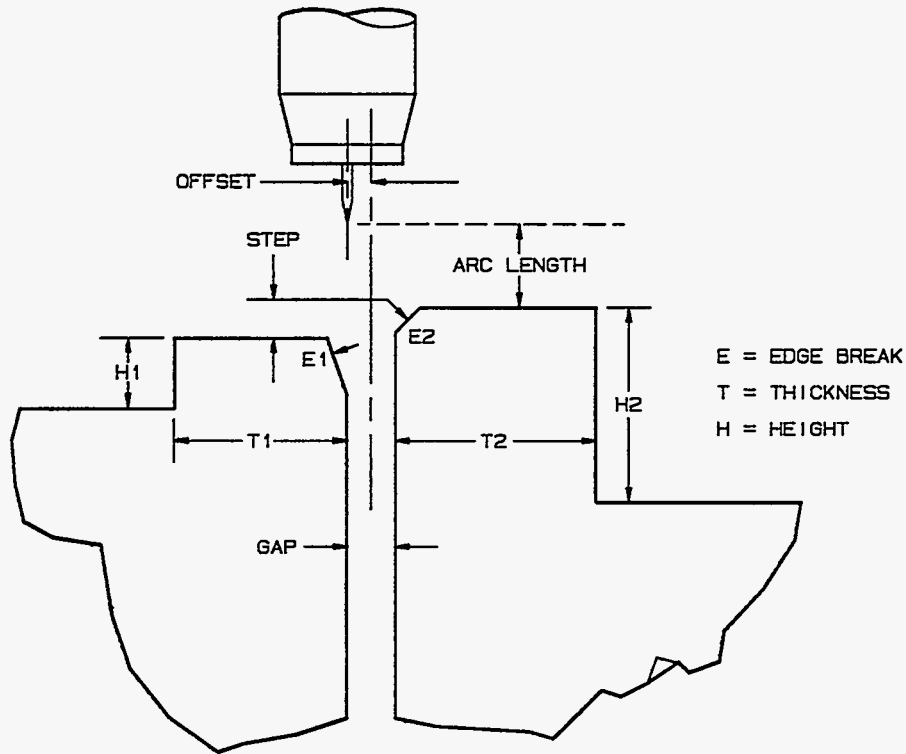 OFFSET
STEP
ARC LENGTH
E2
E1
H1
E = EDGE BREAK
T = THICKNESS
H = HEIGHT
H2
T1
T2
GAP